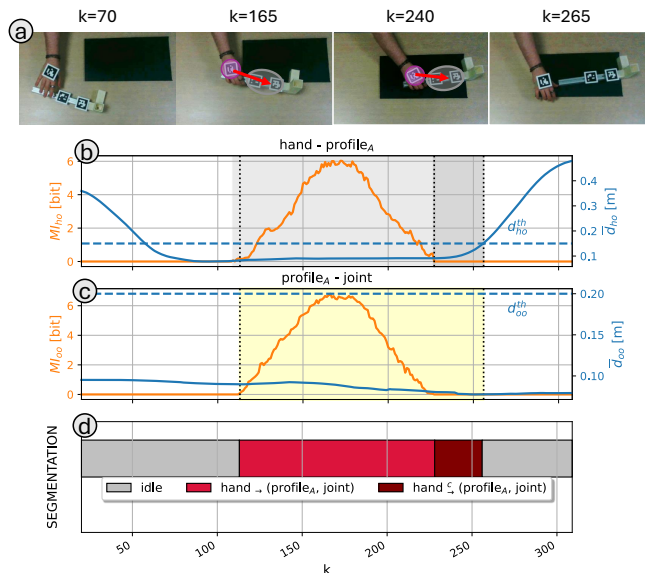 k=70 k=165 k=240 k=265
a
b hand - profile_A
6
4
2
0
MI_ho [bit]
0.4
0.3
0.2
0.1
d̅_ho [m]
d_ho^th
c profile_A - joint
6
4
2
0
MI_oo [bit]
0.20
0.15
0.10
d̅_oo [m]
d_oo^th
d
SEGMENTATION
idle hand → (profile_A, joint) hand →^c (profile_A, joint)
50 100 150 200 250 300
k